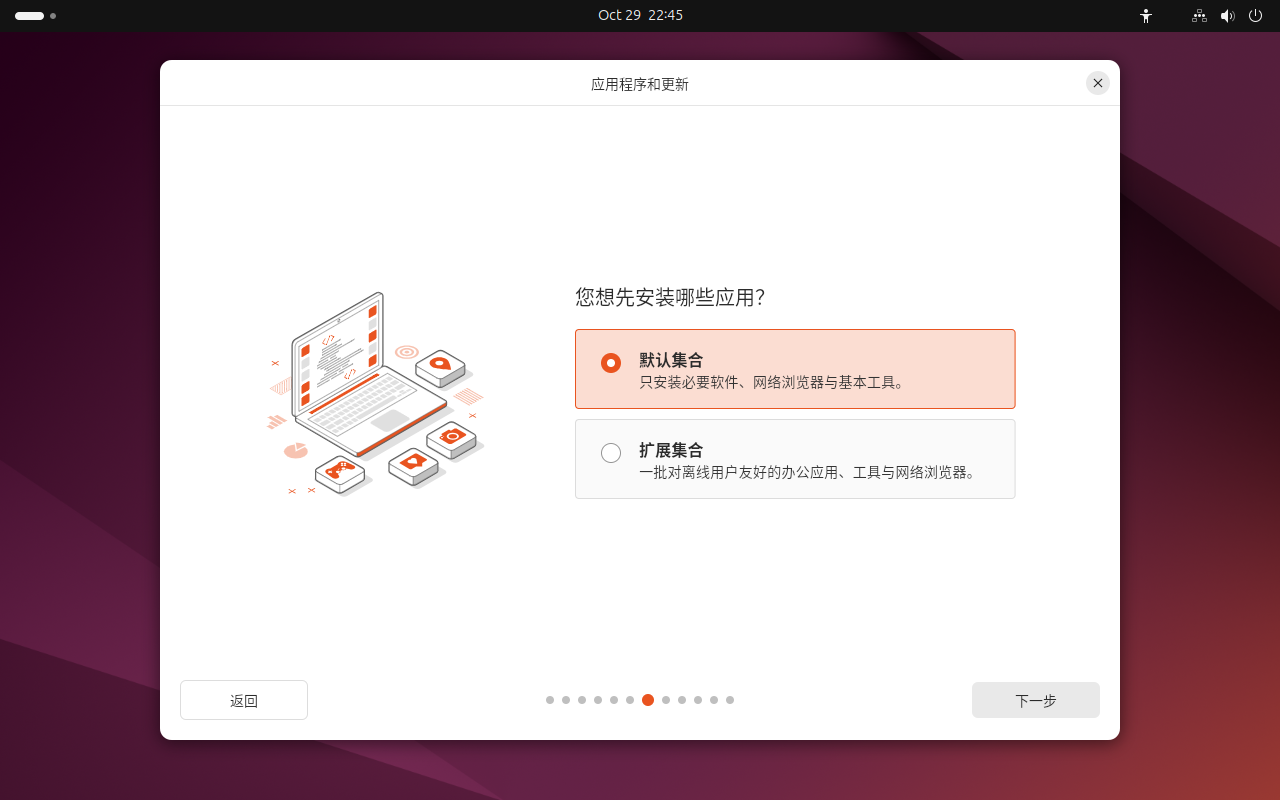 Oct 29 22:45
应用程序和更新
您想先安装哪些应用？
默认集合
只安装必要软件、网络浏览器与基本工具。
扩展集合
一批对离线用户友好的办公应用、工具与网络浏览器。
返回
下一步